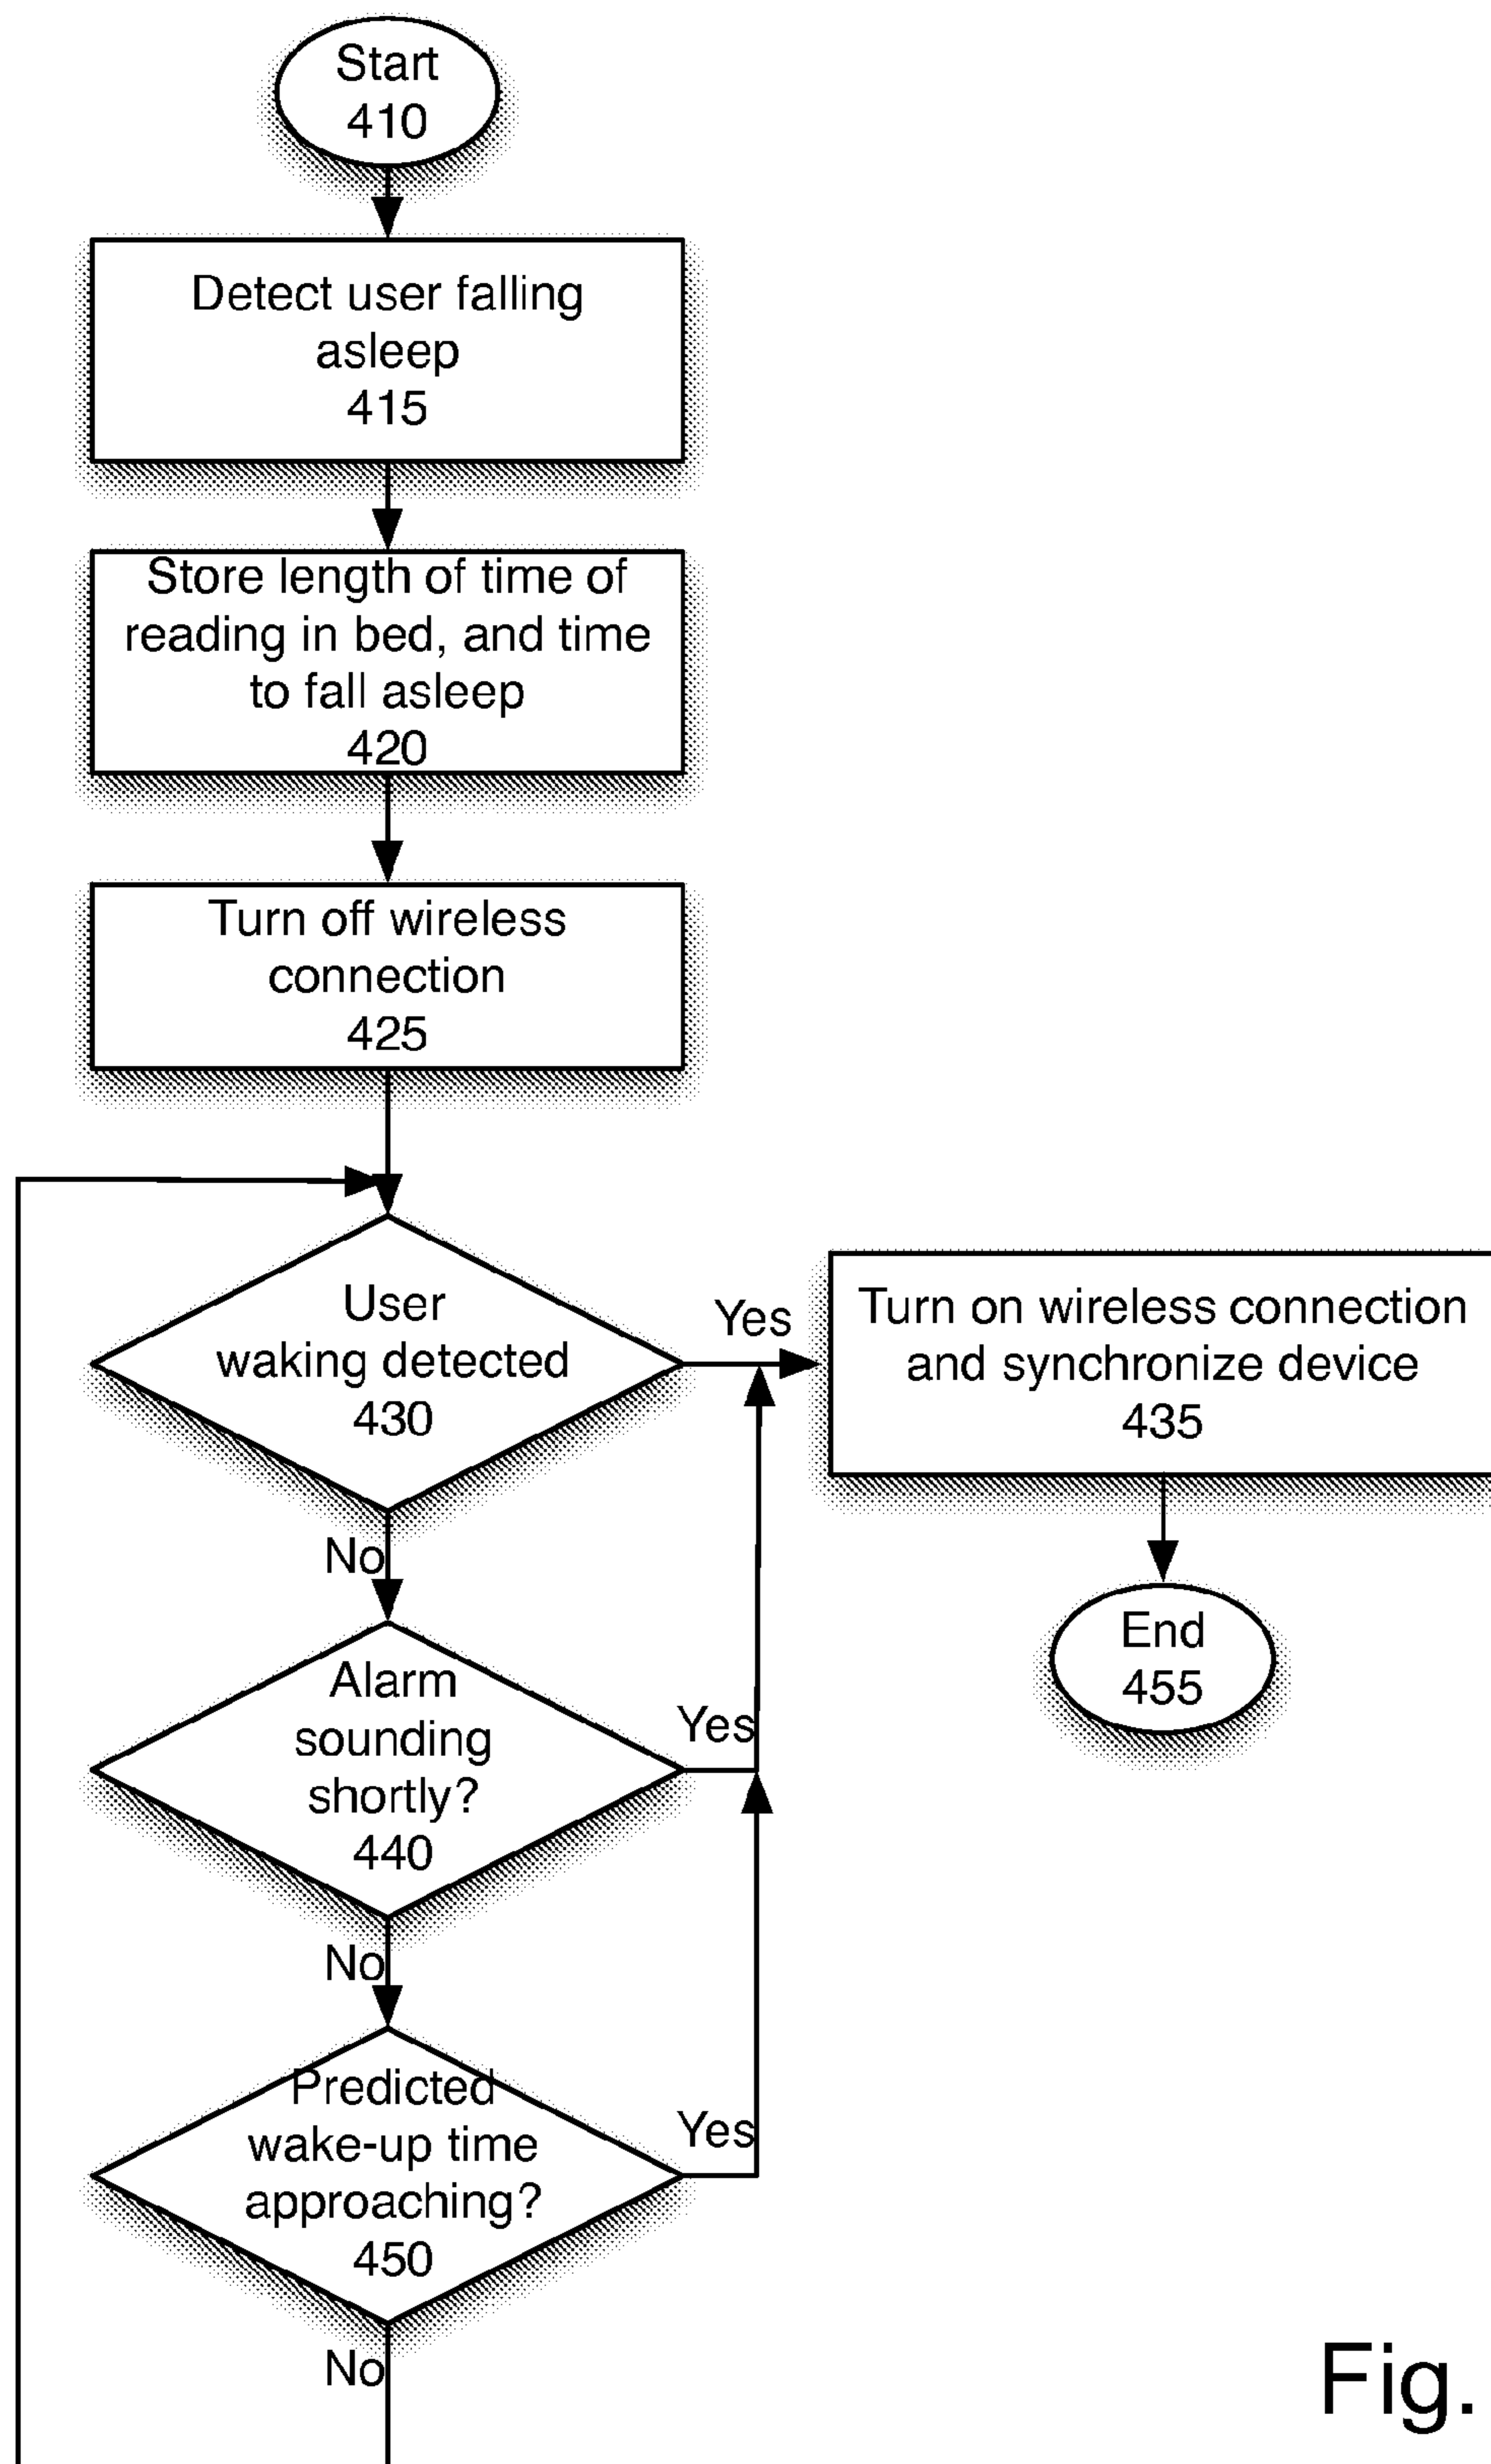 Start
410
Detect user falling
asleep
415
Store length of time of
reading in bed, and time
to fall asleep
420
Turn off wireless
connection
425
User
waking detected
430
Yes
Turn on wireless connection
and synchronize device
435
No
End
455
Alarm
sounding
shortly?
440
Yes
No
Predicted
wake-up time
approaching?
450
Yes
No
Fig.